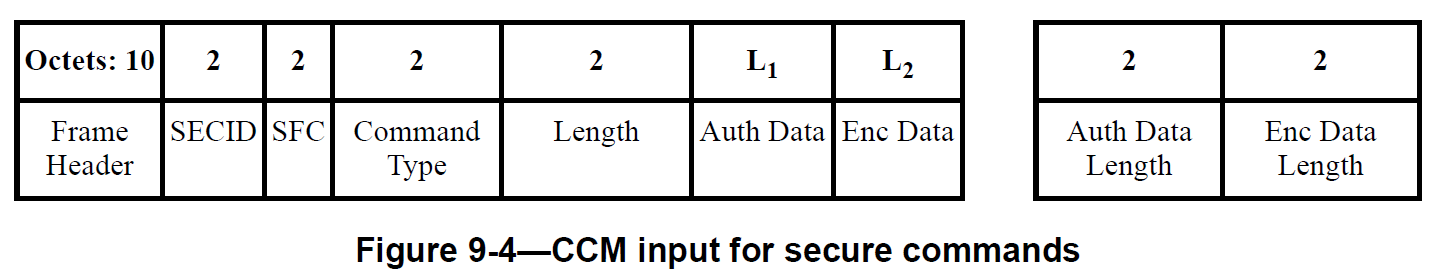 Octets: 10 2 2 2 2 L1 L2 2 2
Frame Header SECID SFC Command Type Length Auth Data Enc Data Auth Data Length Enc Data Length
Figure 9-4—CCM input for secure commands